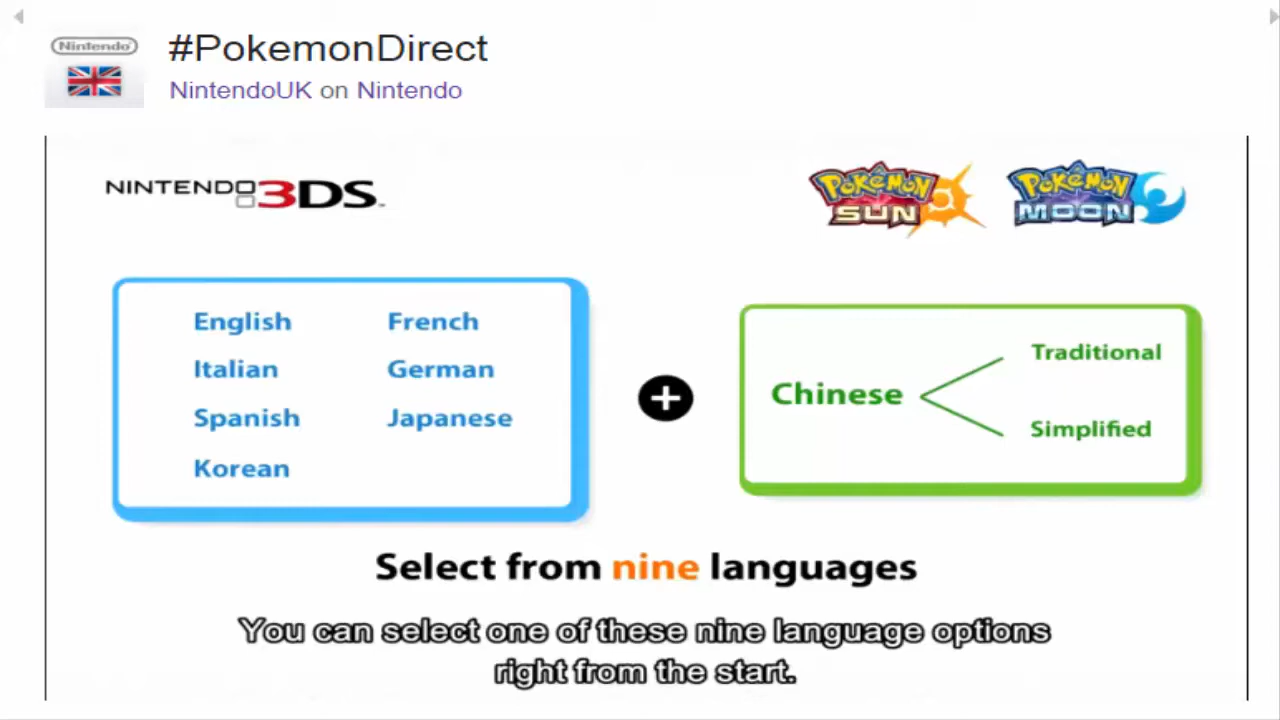 Nintendo
#PokemonDirect
NintendoUK on Nintendo
NINTENDO 3DS™
POKéMON SUN
POKéMON MOON
English French
Italian German
Spanish Japanese
Korean
+
Chinese
Traditional
Simplified
Select from nine languages
You can select one of these nine language options
right from the start.